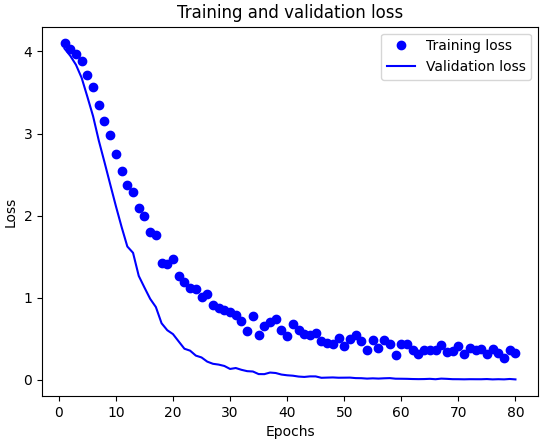 Training and validation loss
Training loss
Validation loss
Loss
4
3
2
1
0
0 10 20 30 40 50 60 70 80
Epochs